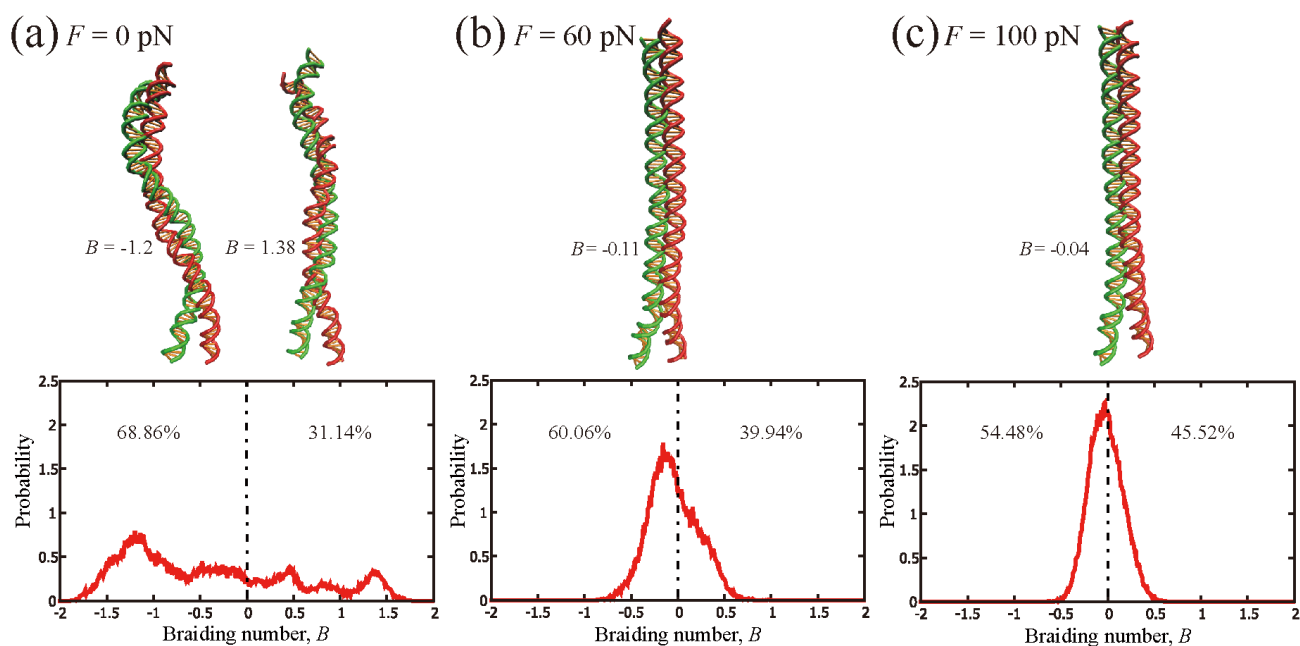 (a) F = 0 pN
B = -1.2
B = 1.38
2.5
2
1.5
1
0.5
0
Probability
68.86%
31.14%
-2 -1.5 -1 -0.5 0 0.5 1 1.5 2
Braiding number, B
(b) F = 60 pN
B= -0.11
2.5
2
1.5
1
0.5
0
Probability
60.06%
39.94%
-2 -1.5 -1 -0.5 0 0.5 1 1.5 2
Braiding number, B
(c) F = 100 pN
B= -0.04
2.5
2
1.5
1
0.5
0
Probability
54.48%
45.52%
-2 -1.5 -1 -0.5 0 0.5 1 1.5 2
Braiding number, B